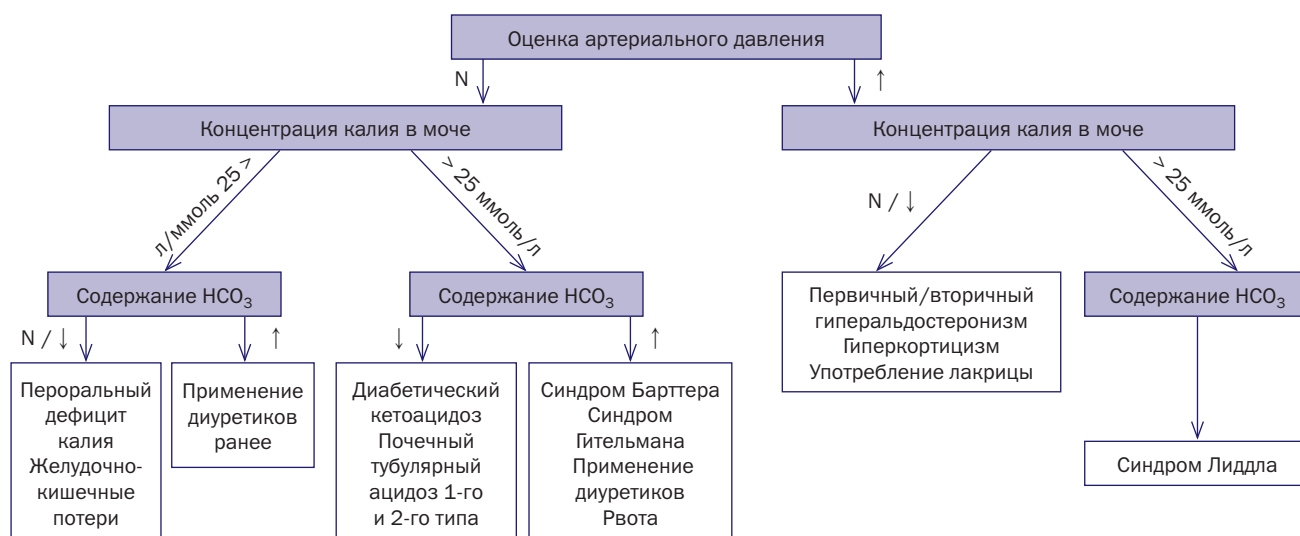 Оценка артериального давления
N
↑
Концентрация калия в моче
Концентрация калия в моче
л/ммоль 25 >
> 25 ммоль/л
N / ↓
> 25 ммоль/л
Содержание HCO₃
Содержание HCO₃
Первичный/вторичный
гиперальдостеронизм
Гиперкортицизм
Употребление лакрицы
Содержание HCO₃
N / ↓
↑
↓
↑
Пероральный
дефицит
калия
Желудочно-
кишечные
потери
Применение
диуретиков
ранее
Диабетический
кетоацидоз
Почечный
тубулярный
ацидоз 1-го
и 2-го типа
Синдром Барттера
Синдром
Гительмана
Применение
диуретиков
Рвота
Синдром Лиддла